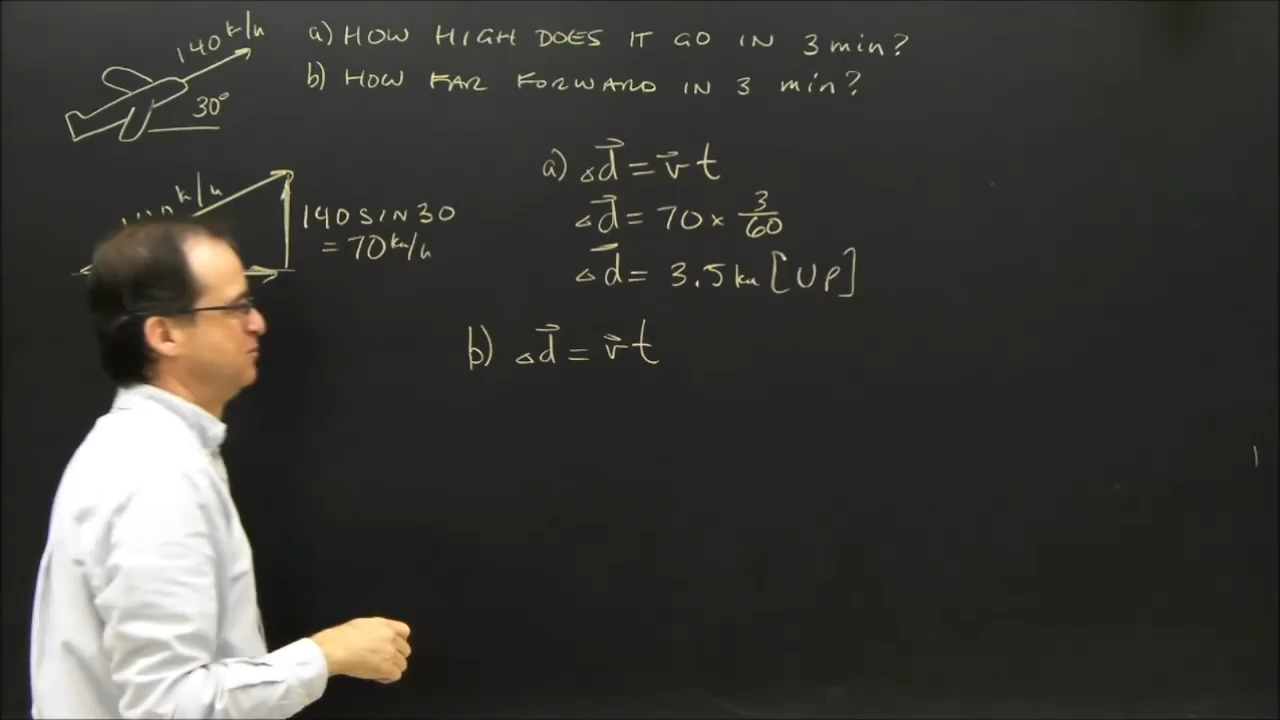 140 k/h
30°
a) HOW HIGH DOES IT GO IN 3 min?
b) HOW FAR FORWARD IN 3 min?
k/h
140 SIN 30
= 70 km/h
a) Δd⃗ = v⃗ t
Δd⃗ = 70 × 3/60
Δd⃗ = 3.5 km [UP]
b) Δd⃗ = v⃗ t